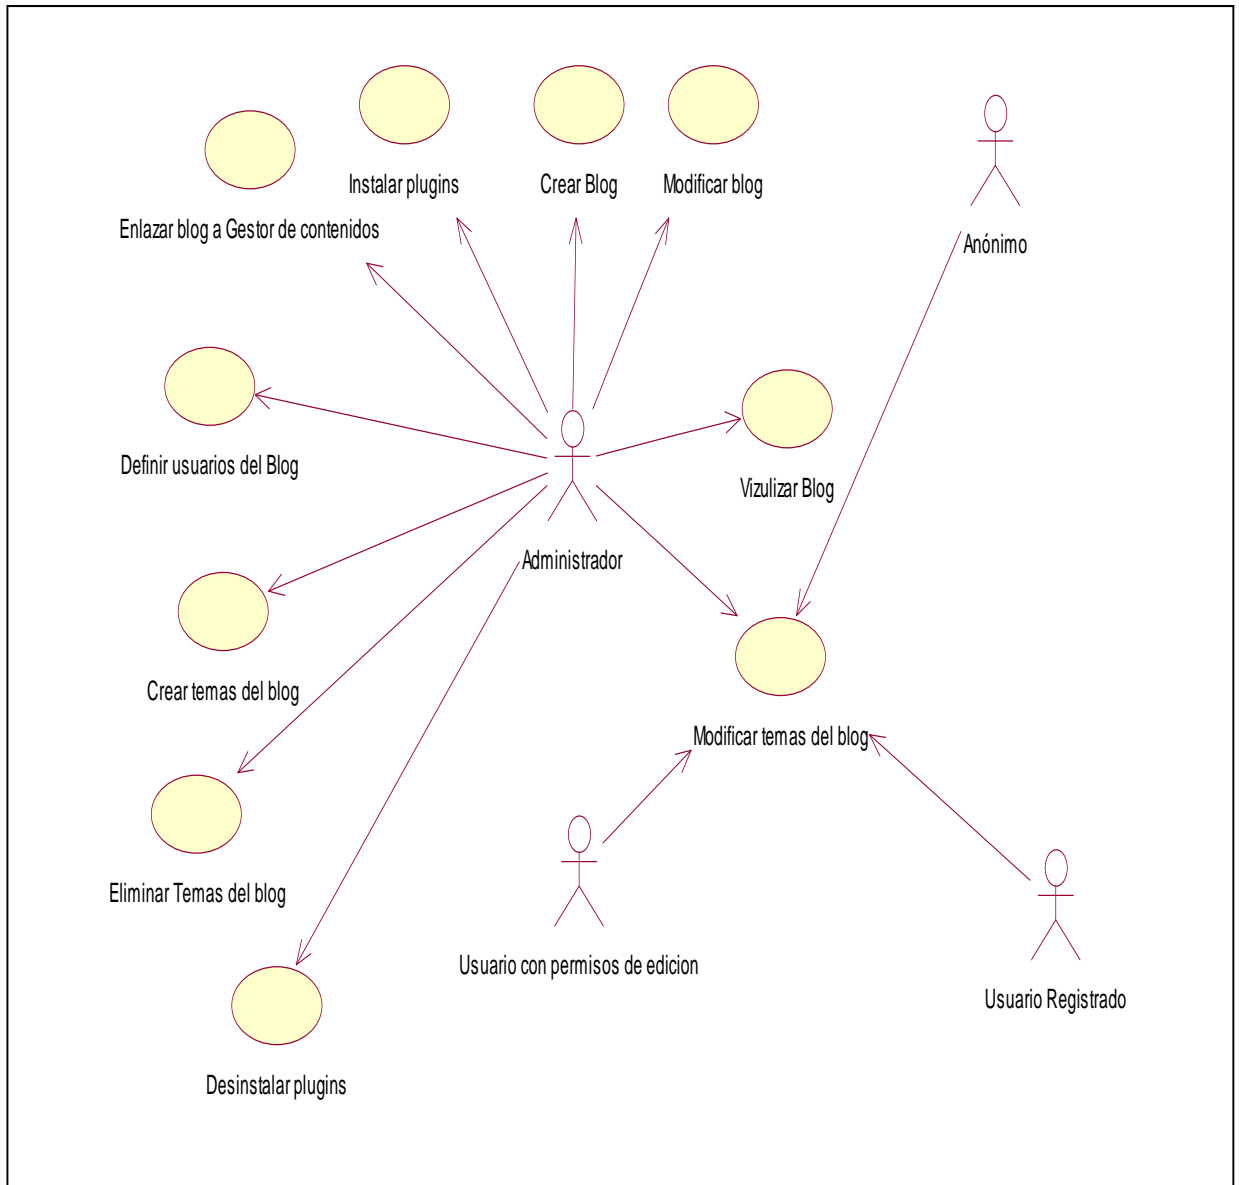 Instalar plugins
Crear Blog
Modificar blog
Enlazar blog a Gestor de contenidos
Anónimo
Definir usuarios del Blog
Vizulizar Blog
Administrador
Crear temas del blog
Modificar temas del blog
Eliminar Temas del blog
Usuario con permisos de edicion
Usuario Registrado
Desinstalar plugins